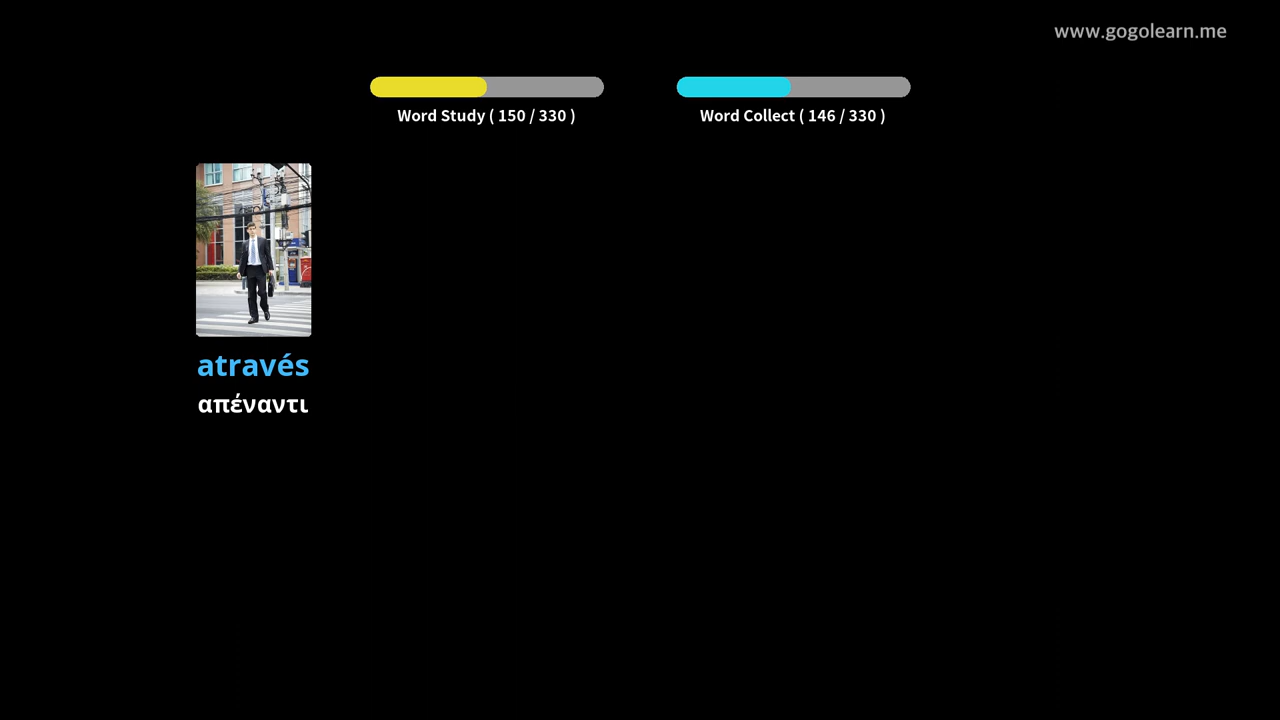 www.gogolearn.me
Word Study ( 150 / 330 )
Word Collect ( 146 / 330 )
através
απέναντι